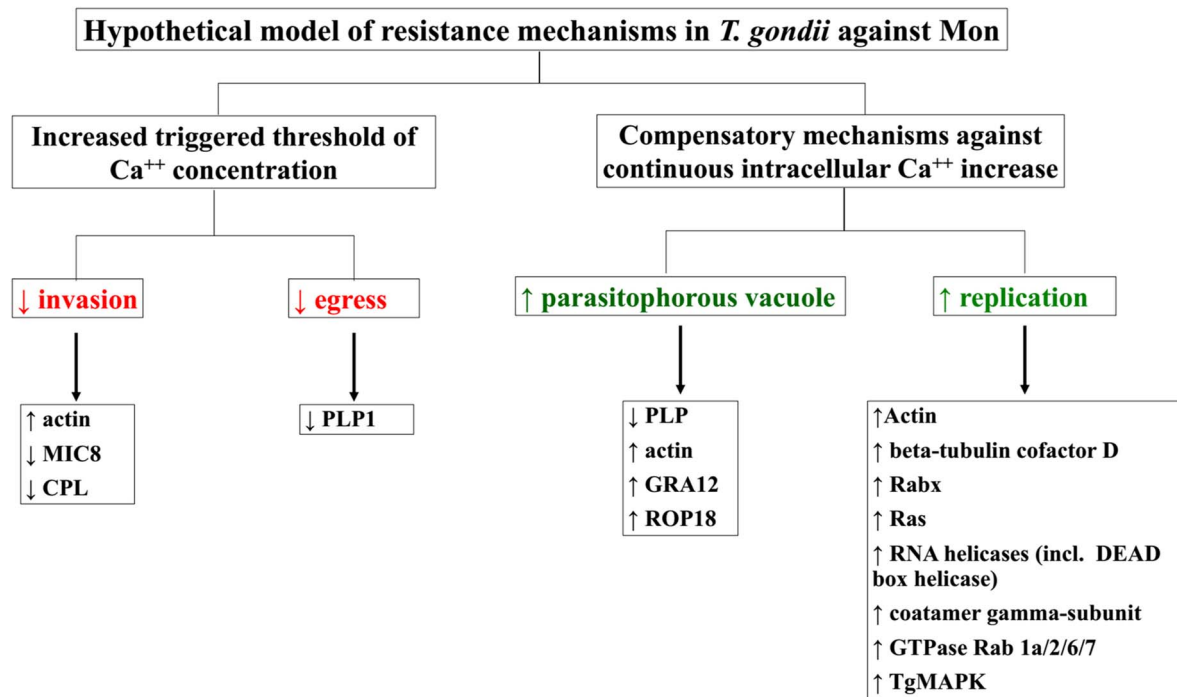 Hypothetical model of resistance mechanisms in T. gondii against Mon
Increased triggered threshold of
Ca⁺⁺ concentration
Compensatory mechanisms against
continuous intracellular Ca⁺⁺ increase
↓ invasion
↓ egress
↑ parasitophorous vacuole
↑ replication
↑ actin
↓ MIC8
↓ CPL
↓ PLP1
↓ PLP
↑ actin
↑ GRA12
↑ ROP18
↑Actin
↑ beta-tubulin cofactor D
↑ Rabx
↑ Ras
↑ RNA helicases (incl. DEAD
box helicase)
↑ coatamer gamma-subunit
↑ GTPase Rab 1a/2/6/7
↑ TgMAPK